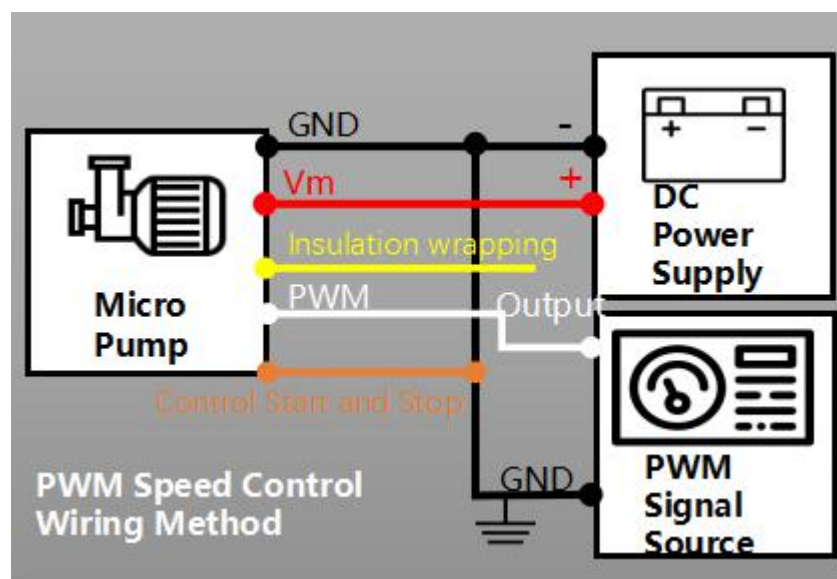 GND
-
Vm
+
DC
Power
Supply
Insulation wrapping
PWM
Output
Micro
Pump
Control Start and Stop
GND
PWM
Signal
Source
PWM Speed Control
Wiring Method